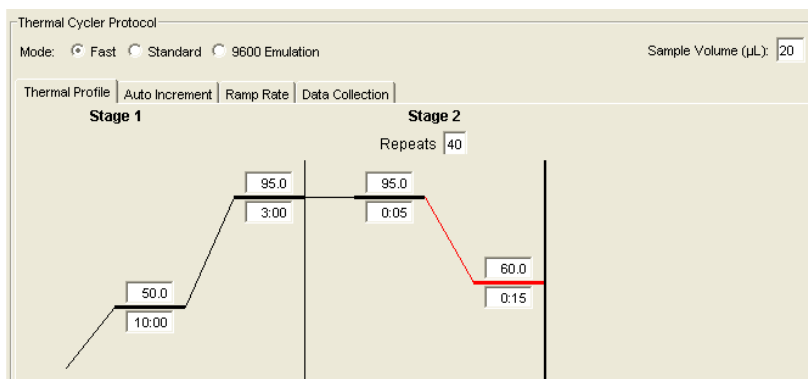 Thermal Cycler Protocol
Mode: Fast Standard 9600 Emulation Sample Volume (µL): 20
Thermal Profile Auto Increment Ramp Rate Data Collection
Stage 1 Stage 2
Repeats 40
95.0 95.0
3:00 0:05
60.0
0:15
50.0
10:00